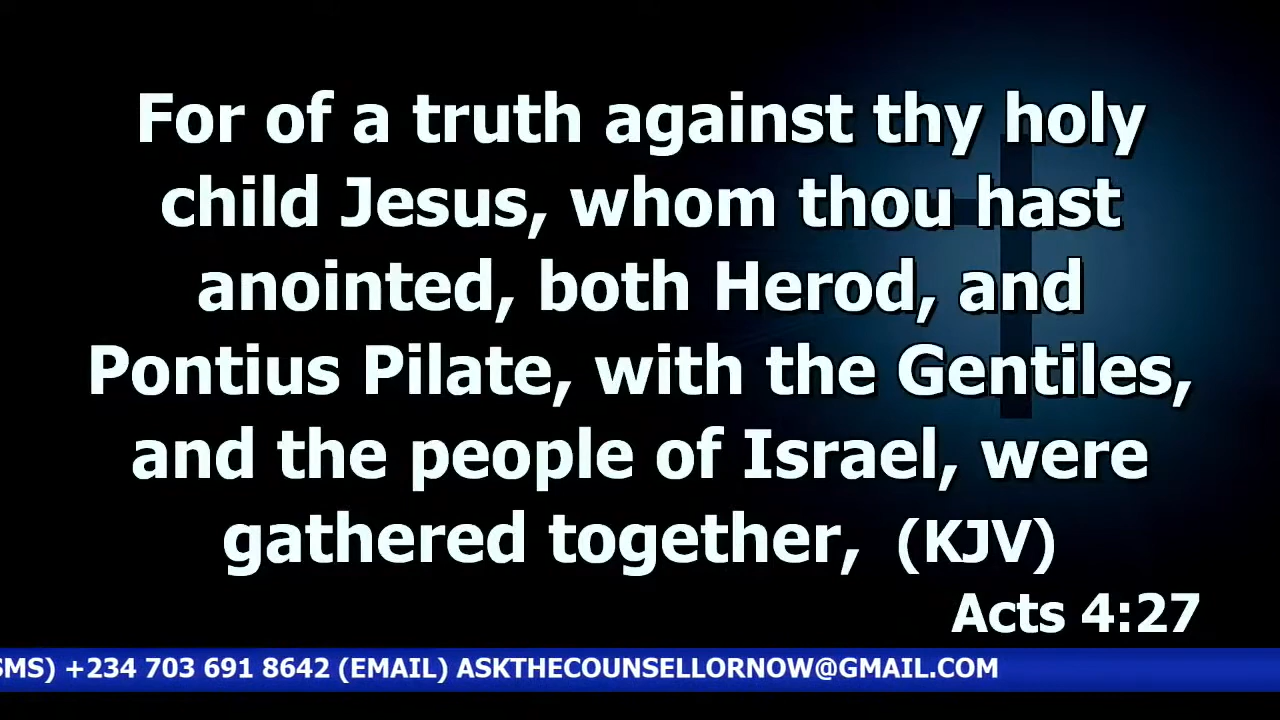 For of a truth against thy holy
child Jesus, whom thou hast
anointed, both Herod, and
Pontius Pilate, with the Gentiles,
and the people of Israel, were
gathered together, (KJV)
Acts 4:27
SMS) +234 703 691 8642 (EMAIL) ASKTHECOUNSELLORNOW@GMAIL.COM